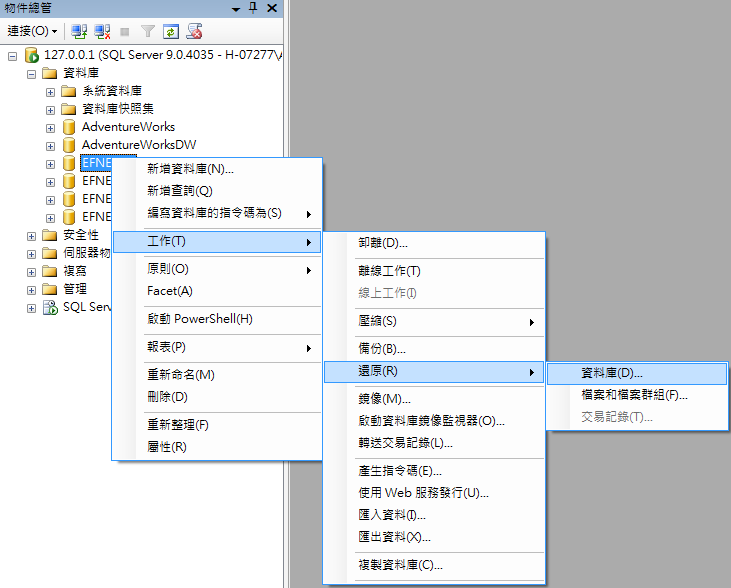 物件總管
連接(O)
127.0.0.1 (SQL Server 9.0.4035 - H-07277\
資料庫
系統資料庫
資料庫快照集
AdventureWorks
AdventureWorksDW
EFNE
EFNE
EFNE
EFNE
安全性
伺服器物
複寫
管理
SQL Serv
新增資料庫(N)...
新增查詢(Q)
編寫資料庫的指令碼為(S)
工作(T)
原則(O)
Facet(A)
啟動 PowerShell(H)
報表(P)
重新命名(M)
刪除(D)
重新整理(F)
屬性(R)
卸離(D)...
離線工作(T)
線上工作(I)
壓縮(S)
備份(B)...
還原(R)
鏡像(M)...
啟動資料庫鏡像監視器(O)...
轉送交易記錄(L)...
產生指令碼(E)...
使用 Web 服務發行(U)...
匯入資料(I)...
匯出資料(X)...
複製資料庫(C)...
資料庫(D)...
檔案和檔案群組(F)...
交易記錄(T)...